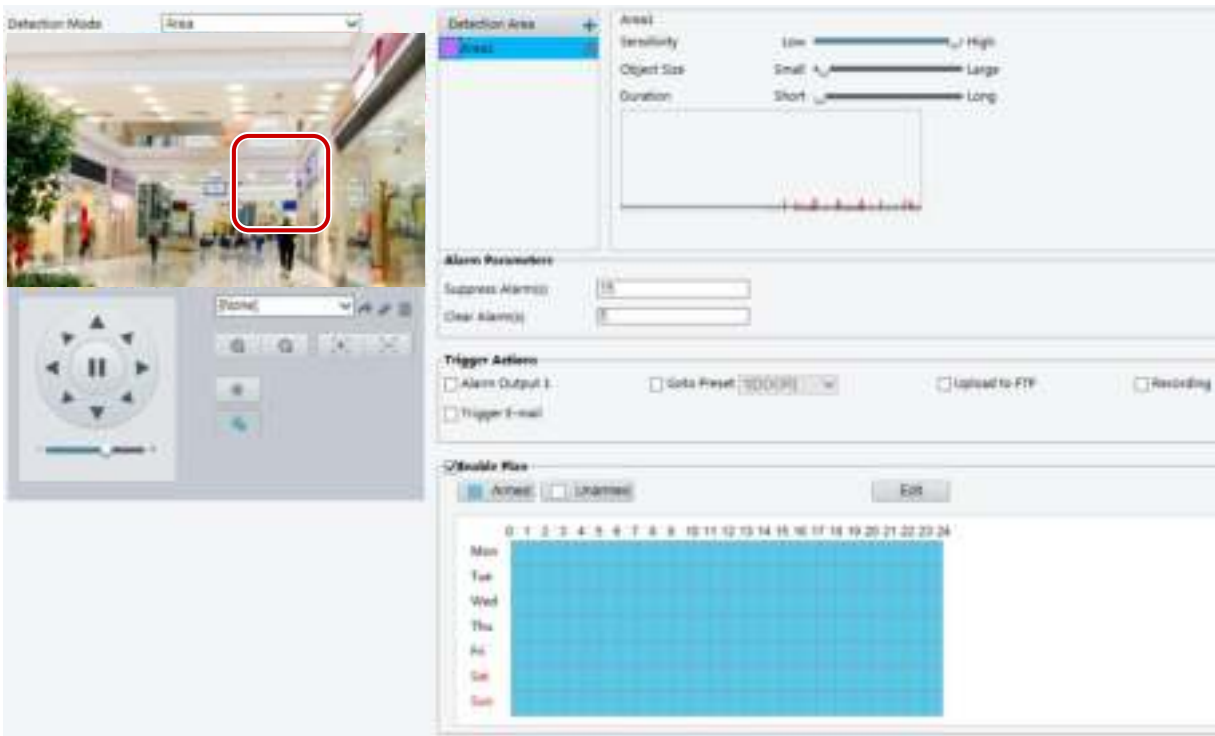 Detection Mode Area
Detection Area
Area1
Area1
Sensitivity Low High
Object Size Small Large
Duration Short Long
Alarm Parameters
Suppress Alarm(s) 15
Clear Alarm(s)
[None]
Trigger Actions
Alarm Output 1 Goto Preset Upload to FTP Recording
Trigger E-mail
Enable Plan
Armed Unarmed Edit
0 1 2 3 4 5 6 7 8 9 10 11 12 13 14 15 16 17 18 19 20 21 22 23 24
Mon
Tue
Wed
Thu
Fri
Sat
Sun